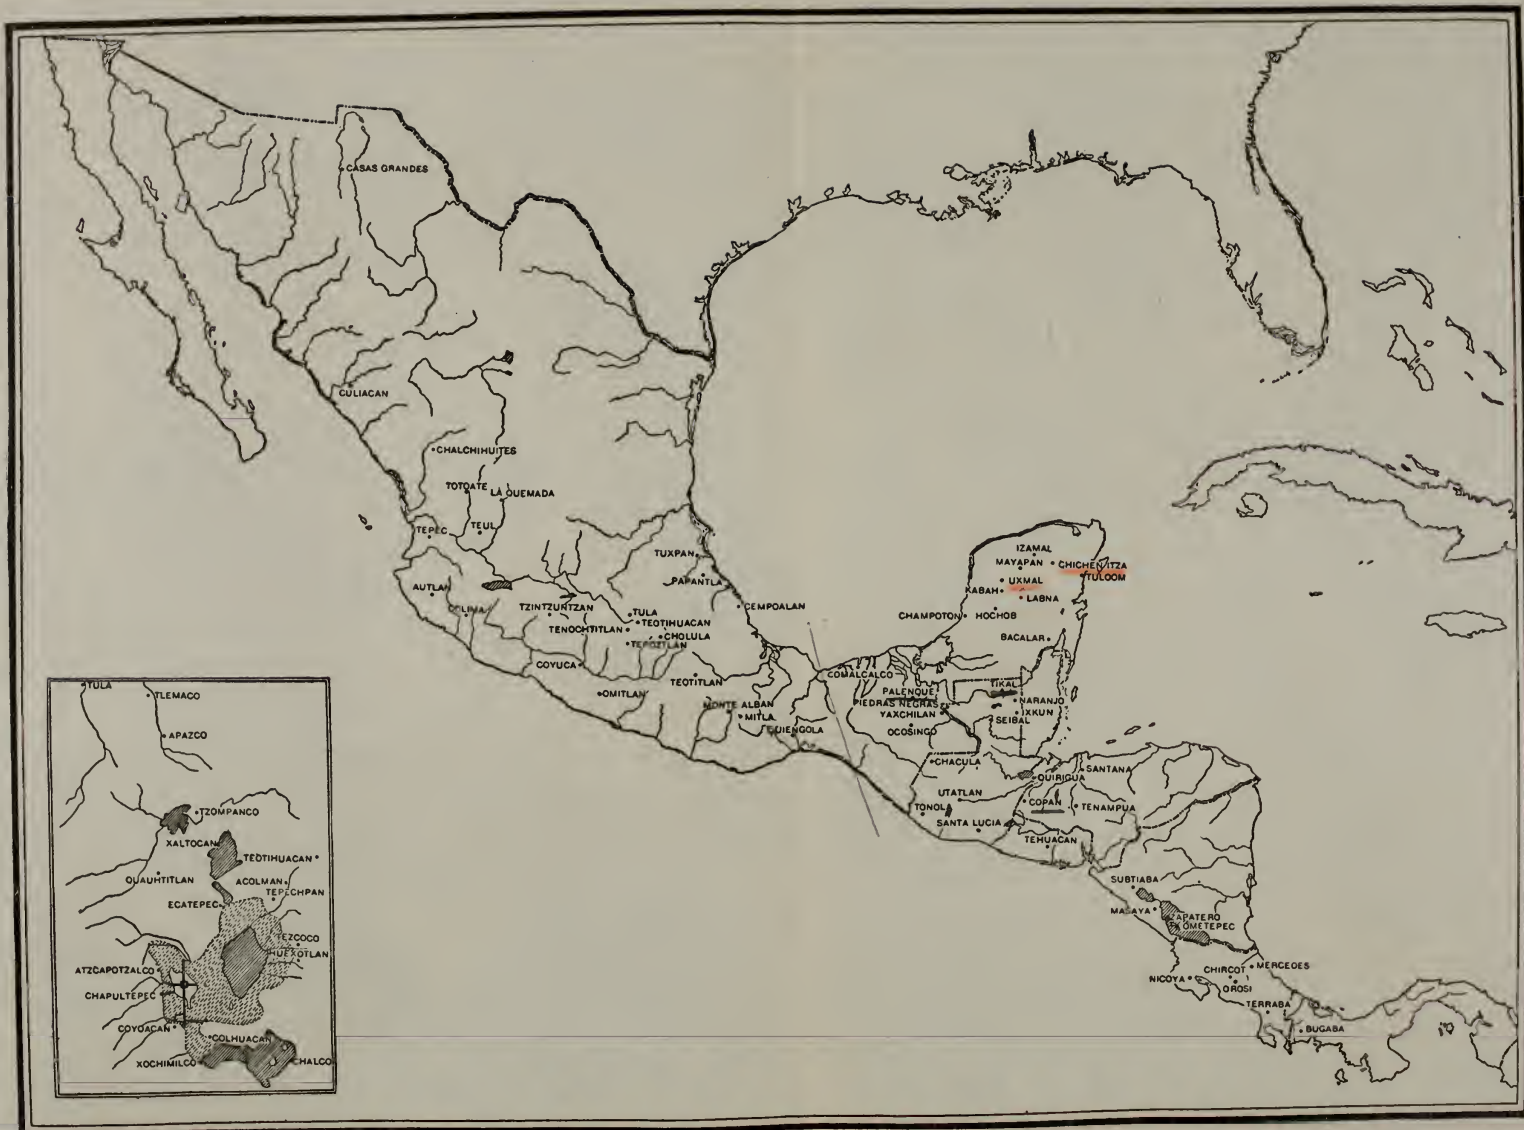 CASAS GRANDES
CULIACAN
CHALCHIHUITES
TOTOATE
LA QUEMADA
TEPEC
TEUL
TUXPAN
PAPANTLA
AUTLAN
COLIMA
TZINTZUNTZAN
TULA
TEOTIHUACAN
TENOCHTITLAN
CHOLULA
TEPOZTLAN
CEMPOALAN
COYUCA
TEOTITLAN
OMITLAN
MONTE ALBAN
MITLA
QUIENGOLA
IZAMAL
MAYAPAN
CHICHEN ITZA
TULOOM
UXMAL
KABAH
LABNA
CHAMPOTON
HOCHOB
BACALAR
COMALCALCO
PALENQUE
TIKAL
PIEDRAS NEGRAS
NARANJO
YAXCHILAN
IXKUN
SEIBAL
OCOSINGO
CHACULA
SANTANA
QUIRIGUA
UTATLAN
COPAN
TENAMPUA
TONOLA
SANTA LUCIA
TEHUACAN
SUBTIABA
MASAYA
ZAPATERO
OMETEPEC
NICOYA
CHIRCOT
MERCEDES
OROSI
TERRABA
BUGABA
TULA
TLEMACO
APAZCO
TZOMPANCO
XALTOCAN
TEOTIHUACAN
QUAUHTITLAN
ACOLMAN
TEPECHPAN
ECATEPEC
TEZCOCO
HUEXOTLAN
ATZCAPOTZALCO
CHAPULTEPEC
COYOACAN
COLHUACAN
XOCHIMILCO
CHALCO